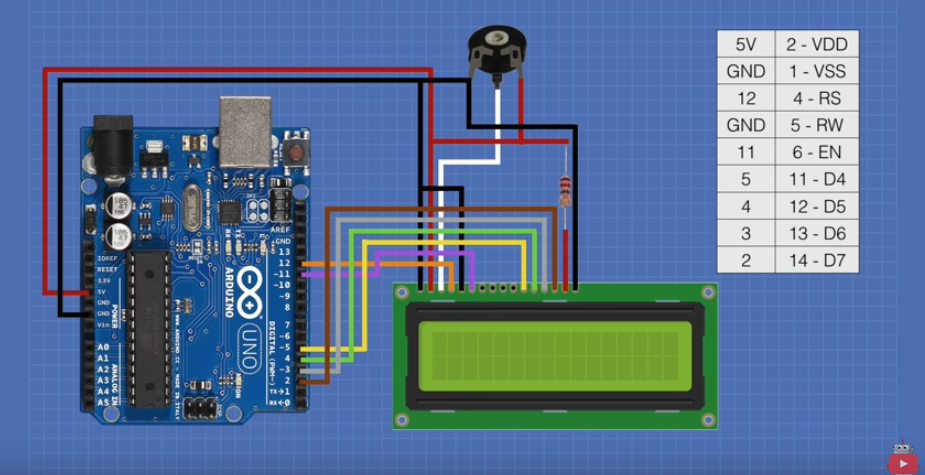 5V 2 - VDD
GND 1 - VSS
12 4 - RS
GND 5 - RW
11 6 - EN
5 11 - D4
4 12 - D5
3 13 - D6
2 14 - D7
AREF
GND
13
12
~11
~10
~9
8
7
~6
~5
4
~3
2
TX→1
RX←0
DIGITAL (PWM~)
ARDUINO
UNO
IOREF
RESET
3.3V
5V
GND
GND
Vin
POWER
A0
A1
A2
A3
A4
A5
ANALOG IN
MADE IN ITALY